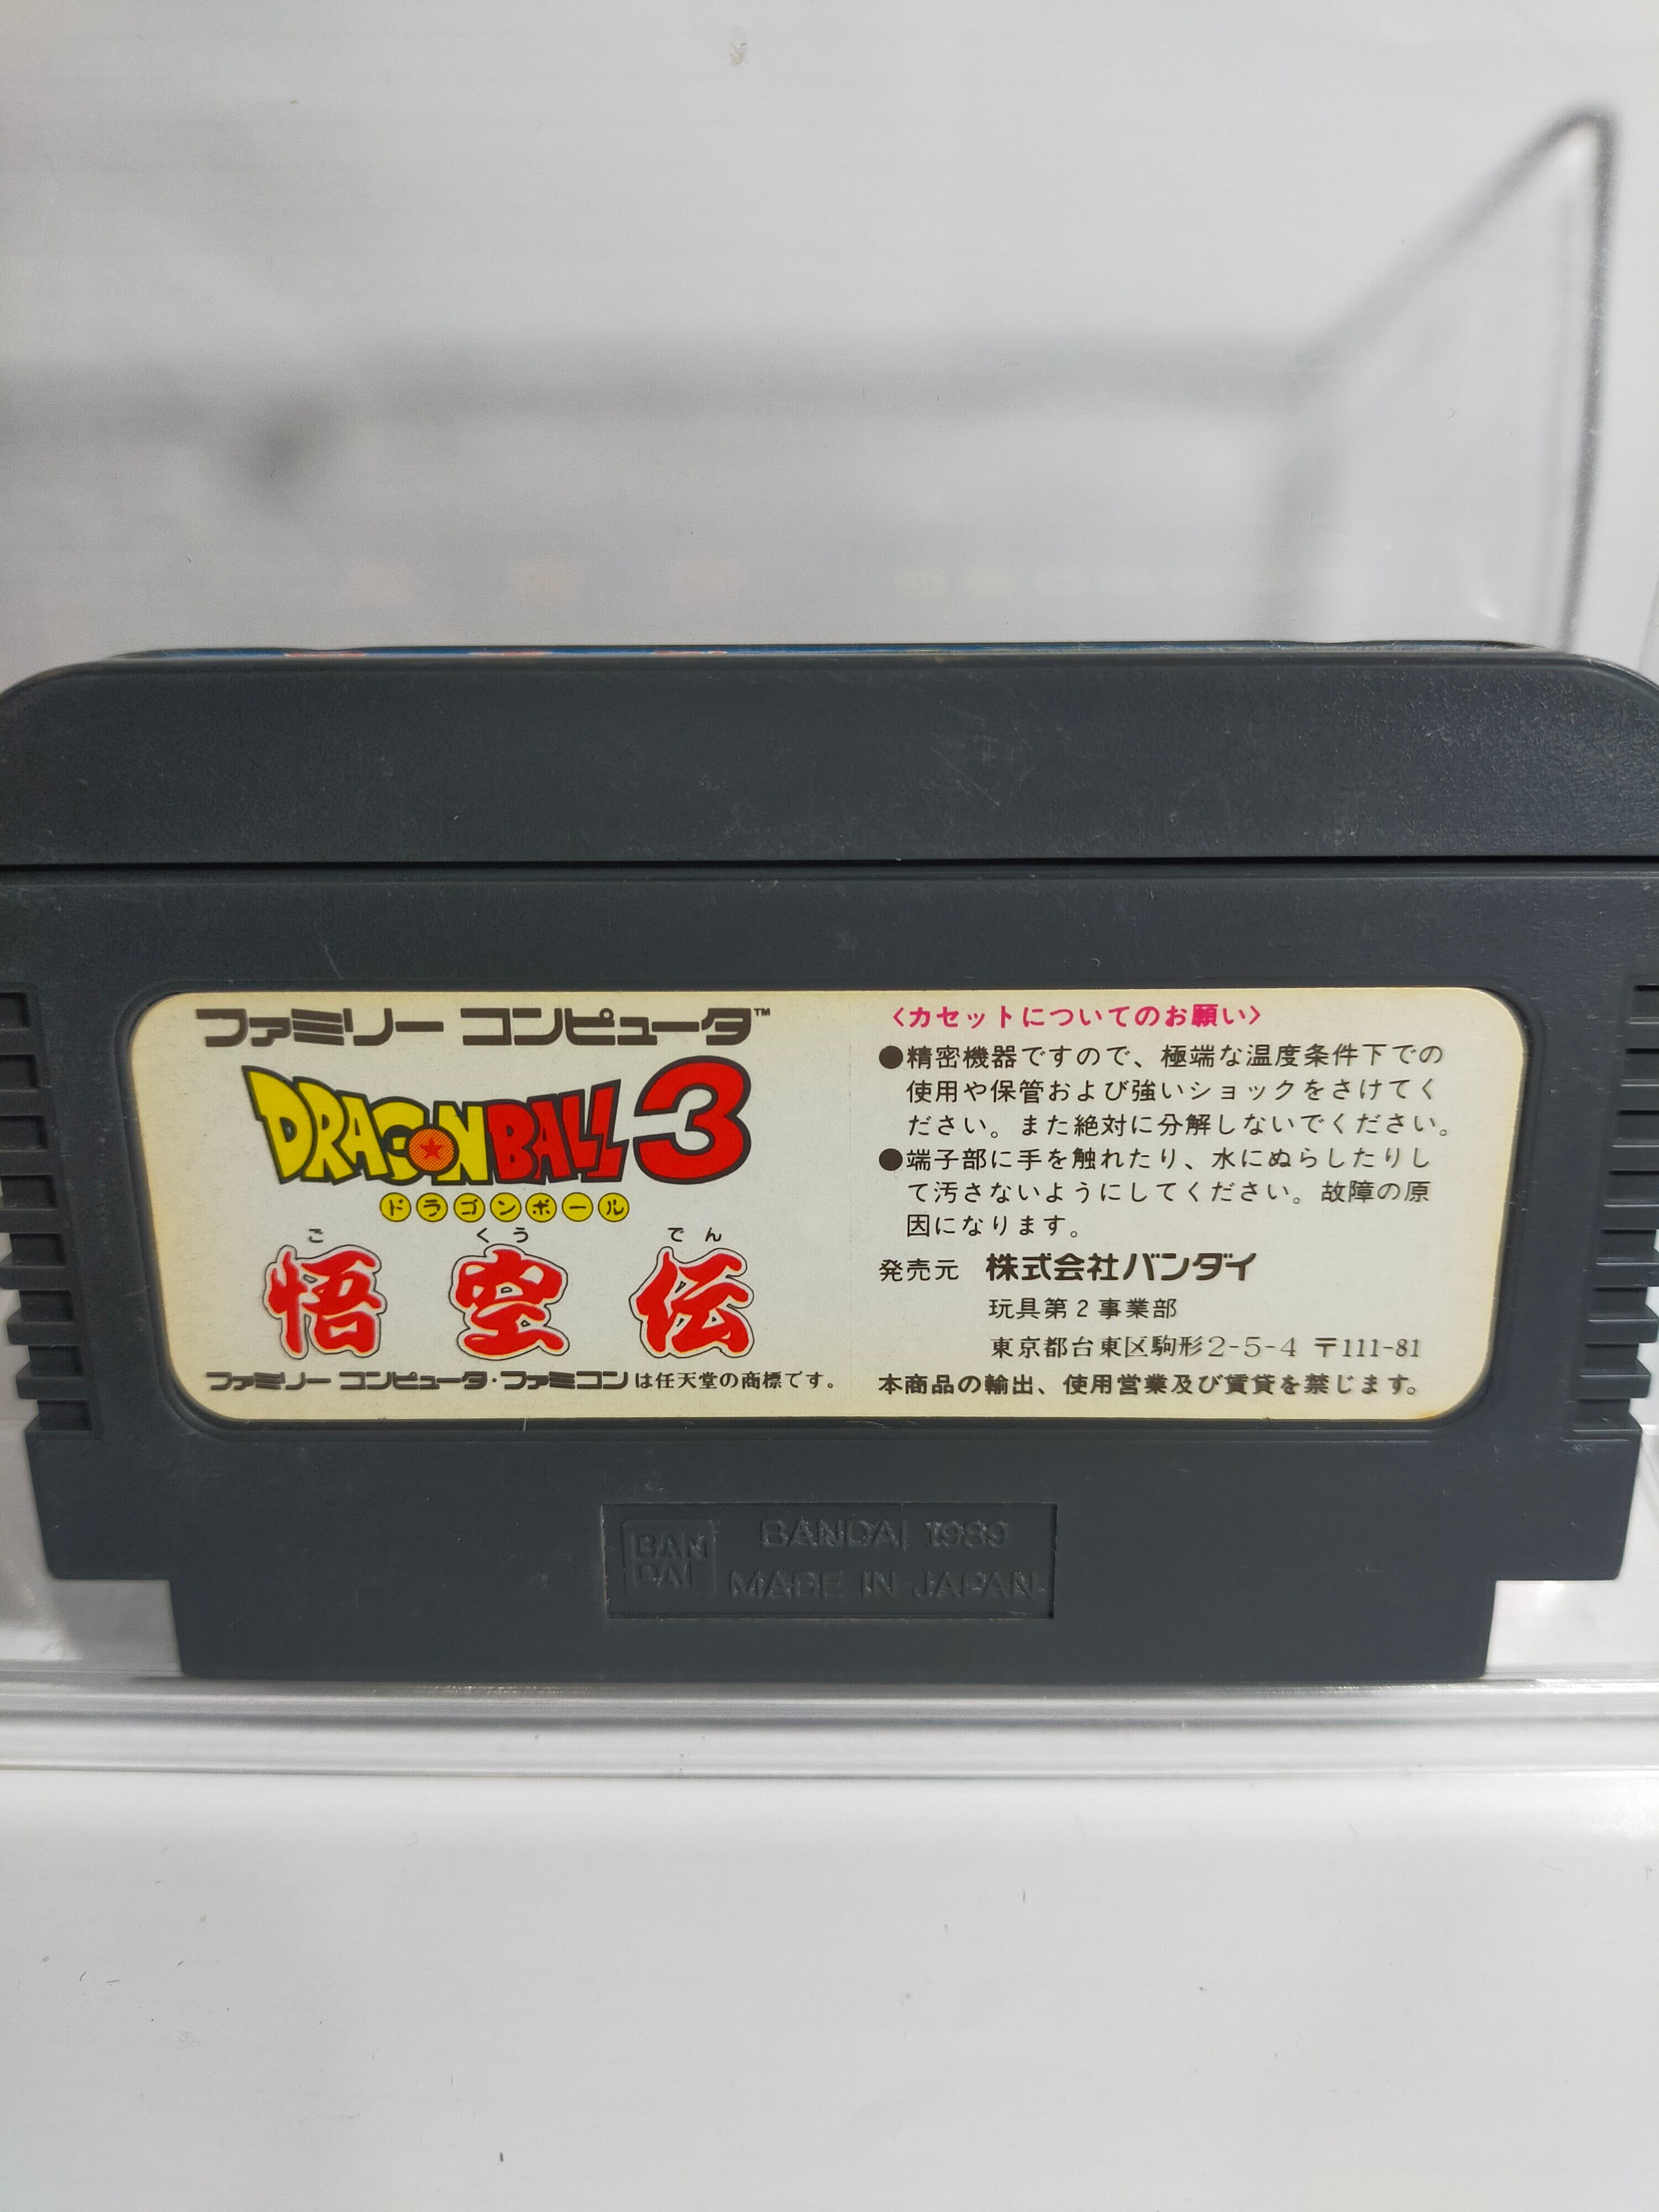 ファミリー コンピュータ™
DRAGON BALL 3
ドラゴンボール
ご くう でん
悟空伝
ファミリー コンピュータ・ファミコンは任天堂の商標です。
〈カセットについてのお願い〉
●精密機器ですので、極端な温度条件下での
使用や保管および強いショックをさけてく
ださい。また絶対に分解しないでください。
●端子部に手を触れたり、水にぬらしたりし
て汚さないようにしてください。故障の原
因になります。
発売元 株式会社バンダイ
玩具第2事業部
東京都台東区駒形2-5-4 〒111-81
本商品の輸出、使用営業及び賃貸を禁じます。
BAN
DAI
BANDAI 1989
MADE IN JAPAN